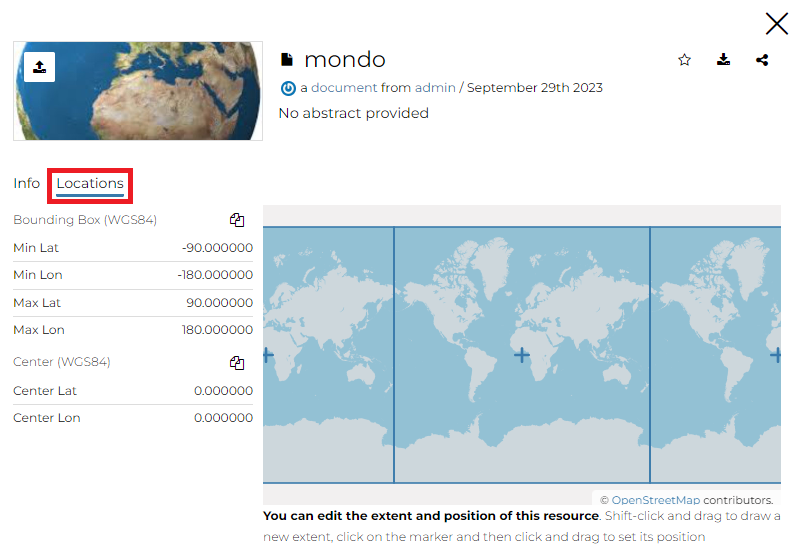 mondo
a document from admin / September 29th 2023
No abstract provided
Info Locations
Bounding Box (WGS84)
Min Lat -90.000000
Min Lon -180.000000
Max Lat 90.000000
Max Lon 180.000000
Center (WGS84)
Center Lat 0.000000
Center Lon 0.000000
© OpenStreetMap contributors.
You can edit the extent and position of this resource. Shift-click and drag to draw a
new extent, click on the marker and then click and drag to set its position